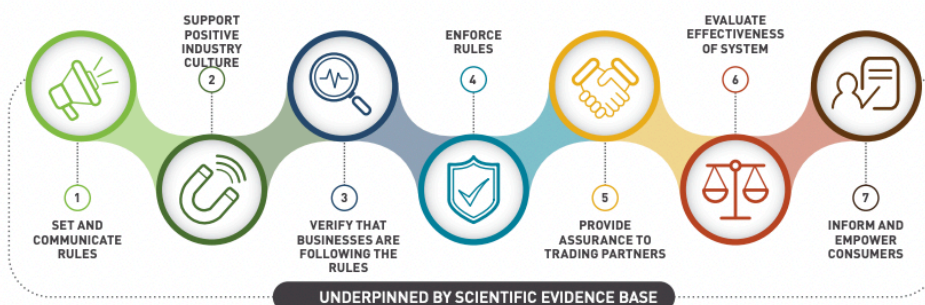 SUPPORT
POSITIVE
INDUSTRY
CULTURE
2
ENFORCE
RULES
4
EVALUATE
EFFECTIVENESS
OF SYSTEM
6
1
SET AND
COMMUNICATE
RULES
3
VERIFY THAT
BUSINESSES ARE
FOLLOWING THE
RULES
5
PROVIDE
ASSURANCE TO
TRADING PARTNERS
7
INFORM AND
EMPOWER
CONSUMERS
UNDERPINNED BY SCIENTIFIC EVIDENCE BASE